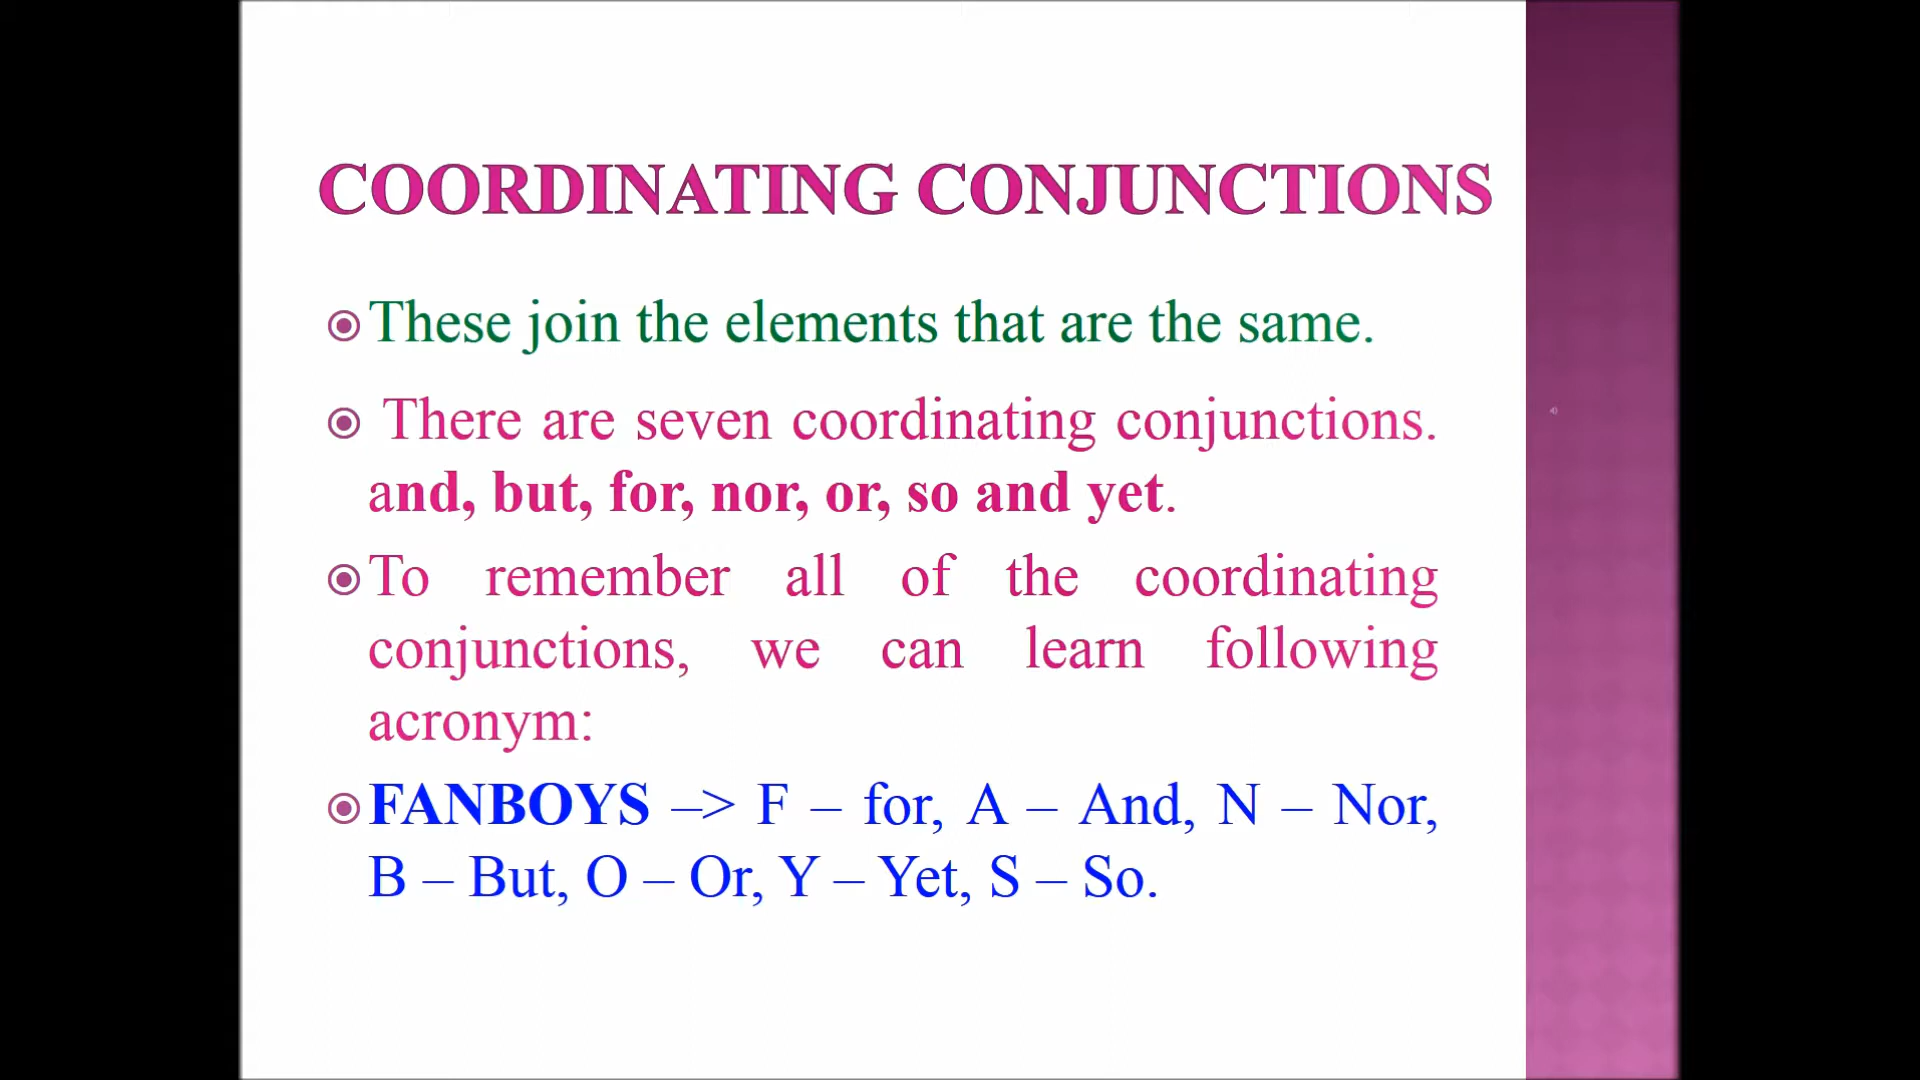 COORDINATING CONJUNCTIONS
These join the elements that are the same.
There are seven coordinating conjunctions.
and, but, for, nor, or, so and yet.
To remember all of the coordinating
conjunctions, we can learn following
acronym:
FANBOYS –> F – for, A – And, N – Nor,
B – But, O – Or, Y – Yet, S – So.